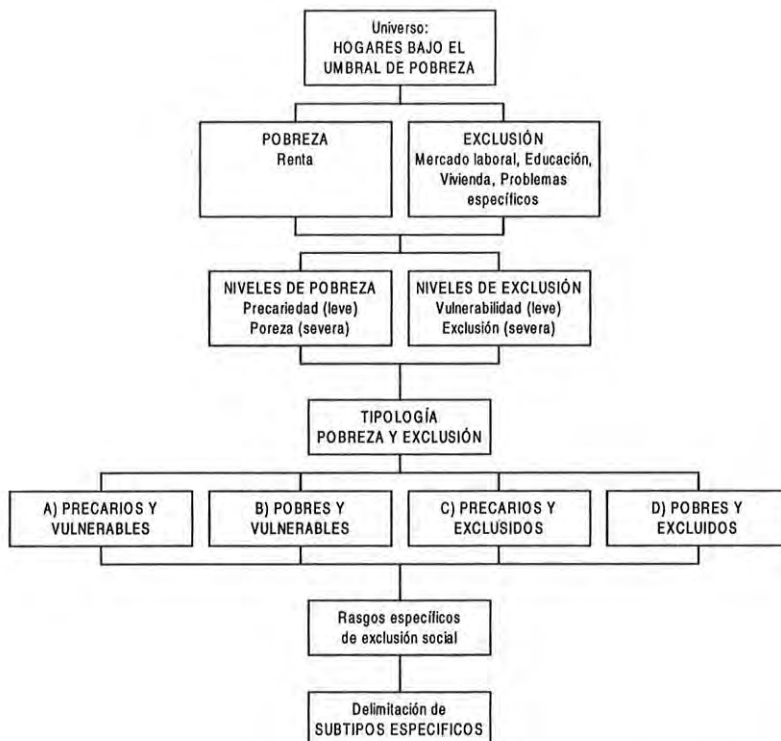 Universo:
HOGARES BAJO EL
UMBRAL DE POBREZA
POBREZA
Renta
EXCLUSIÓN
Mercado laboral, Educación,
Vivienda, Problemas
específicos
NIVELES DE POBREZA
Precariedad (leve)
Poreza (severa)
NIVELES DE EXCLUSIÓN
Vulnerabilidad (leve)
Exclusión (severa)
TIPOLOGÍA
POBREZA Y EXCLUSIÓN
A) PRECARIOS Y
VULNERABLES
B) POBRES Y
VULNERABLES
C) PRECARIOS Y
EXCLUSIDOS
D) POBRES Y
EXCLUIDOS
Rasgos específicos
de exclusión social
Delimitación de
SUBTIPOS ESPECIFICOS